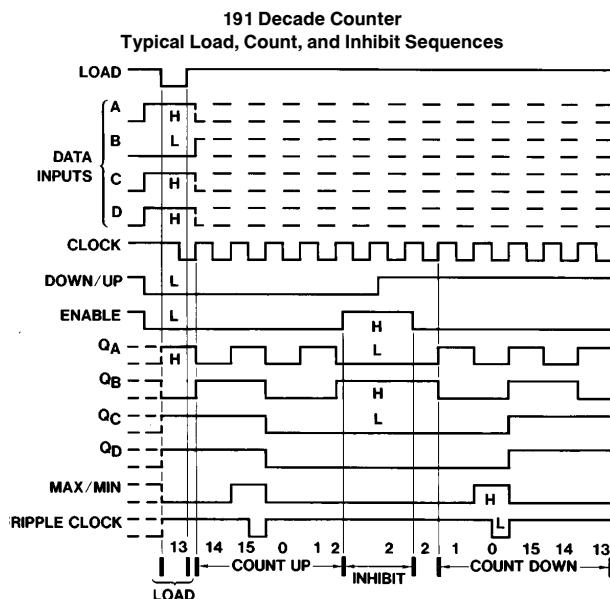 191 Decade Counter
Typical Load, Count, and Inhibit Sequences
LOAD
A H
B L
DATA
INPUTS
C H
D H
CLOCK
DOWN/UP L
ENABLE L H
QA H L
QB H
QC L
QD
MAX/MIN H
RIPPLE CLOCK L
13 14 15 0 1 2 2 2 1 0 15 14 13
COUNT UP INHIBIT COUNT DOWN
LOAD